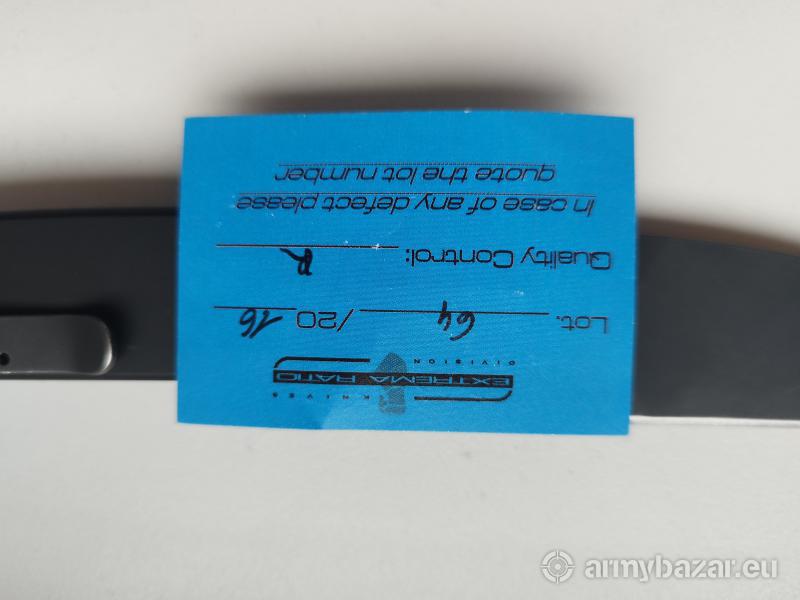 KNIVES
EXTREMA RATIO
DIVISION
Lot. 64 /20 16
Quality Control: R
In case of any defect please
quote the lot number
armybazar.eu